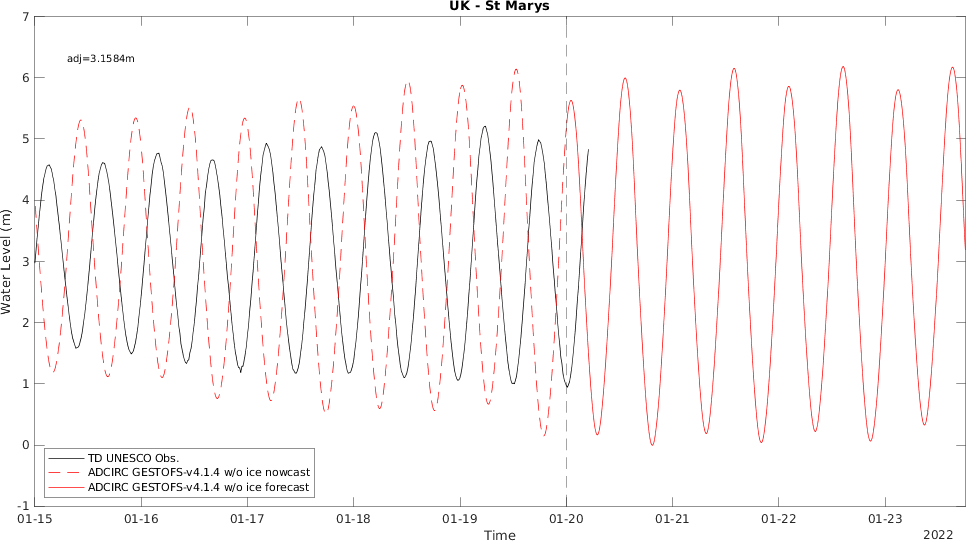 UK - St Marys
adj=3.1584m
7
6
5
4
3
2
1
0
-1
Water Level (m)
TD UNESCO Obs.
ADCIRC GESTOFS-v4.1.4 w/o ice nowcast
ADCIRC GESTOFS-v4.1.4 w/o ice forecast
01-15 01-16 01-17 01-18 01-19 01-20 01-21 01-22 01-23
Time
2022